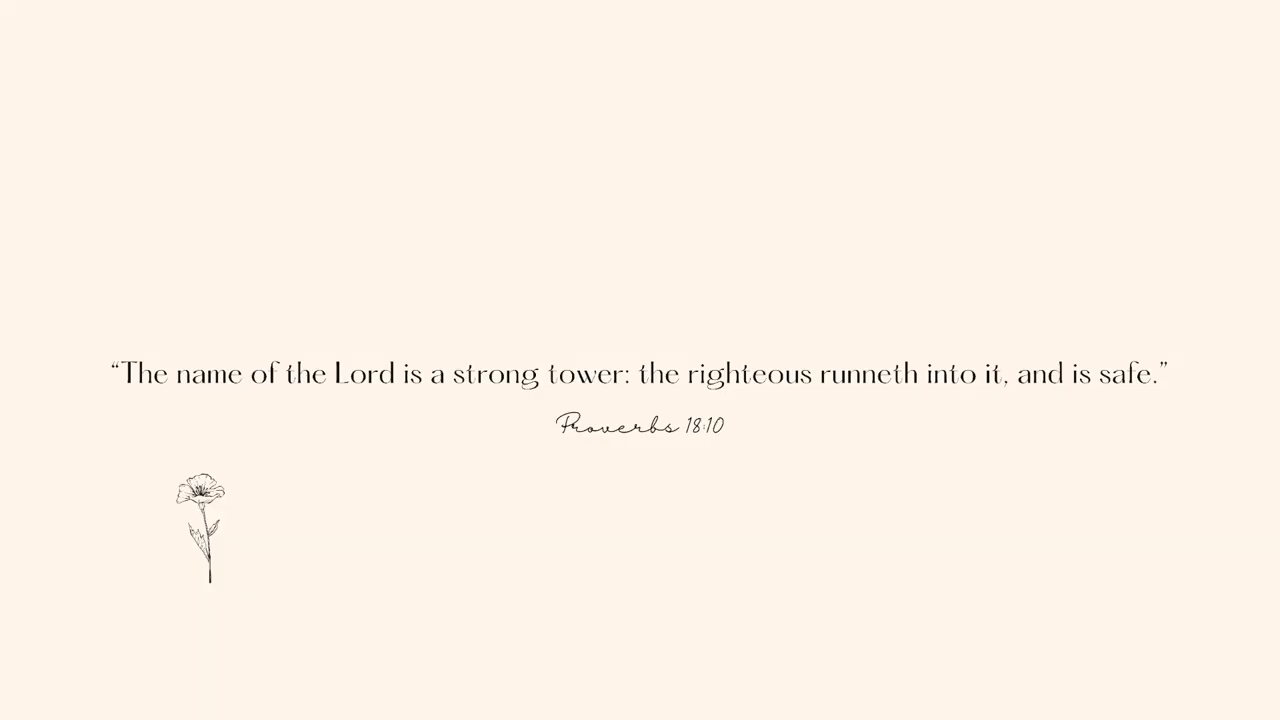 “The name of the Lord is a strong tower: the righteous runneth into it, and is safe.”
Proverbs 18:10